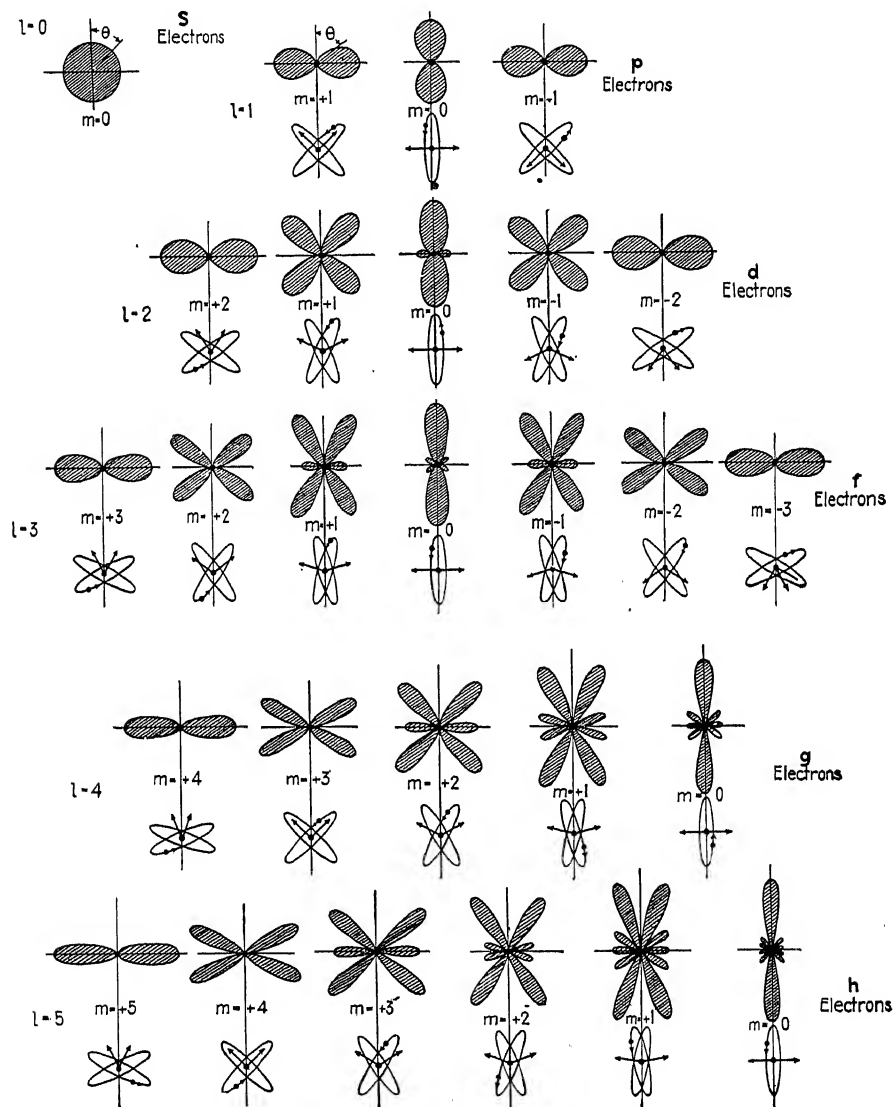 l=0
θ
S
Electrons
m=0
θ
l=1
m=+1
m=0
m=-1
p
Electrons
l=2
m=+2
m=+1
m=0
m=-1
m=-2
d
Electrons
l=3
m=+3
m=+2
m=+1
m=0
m=-1
m=-2
m=-3
f
Electrons
l=4
m=+4
m=+3
m=+2
m=+1
m=0
g
Electrons
l=5
m=+5
m=+4
m=+3
m=+2
m=+1
m=0
h
Electrons